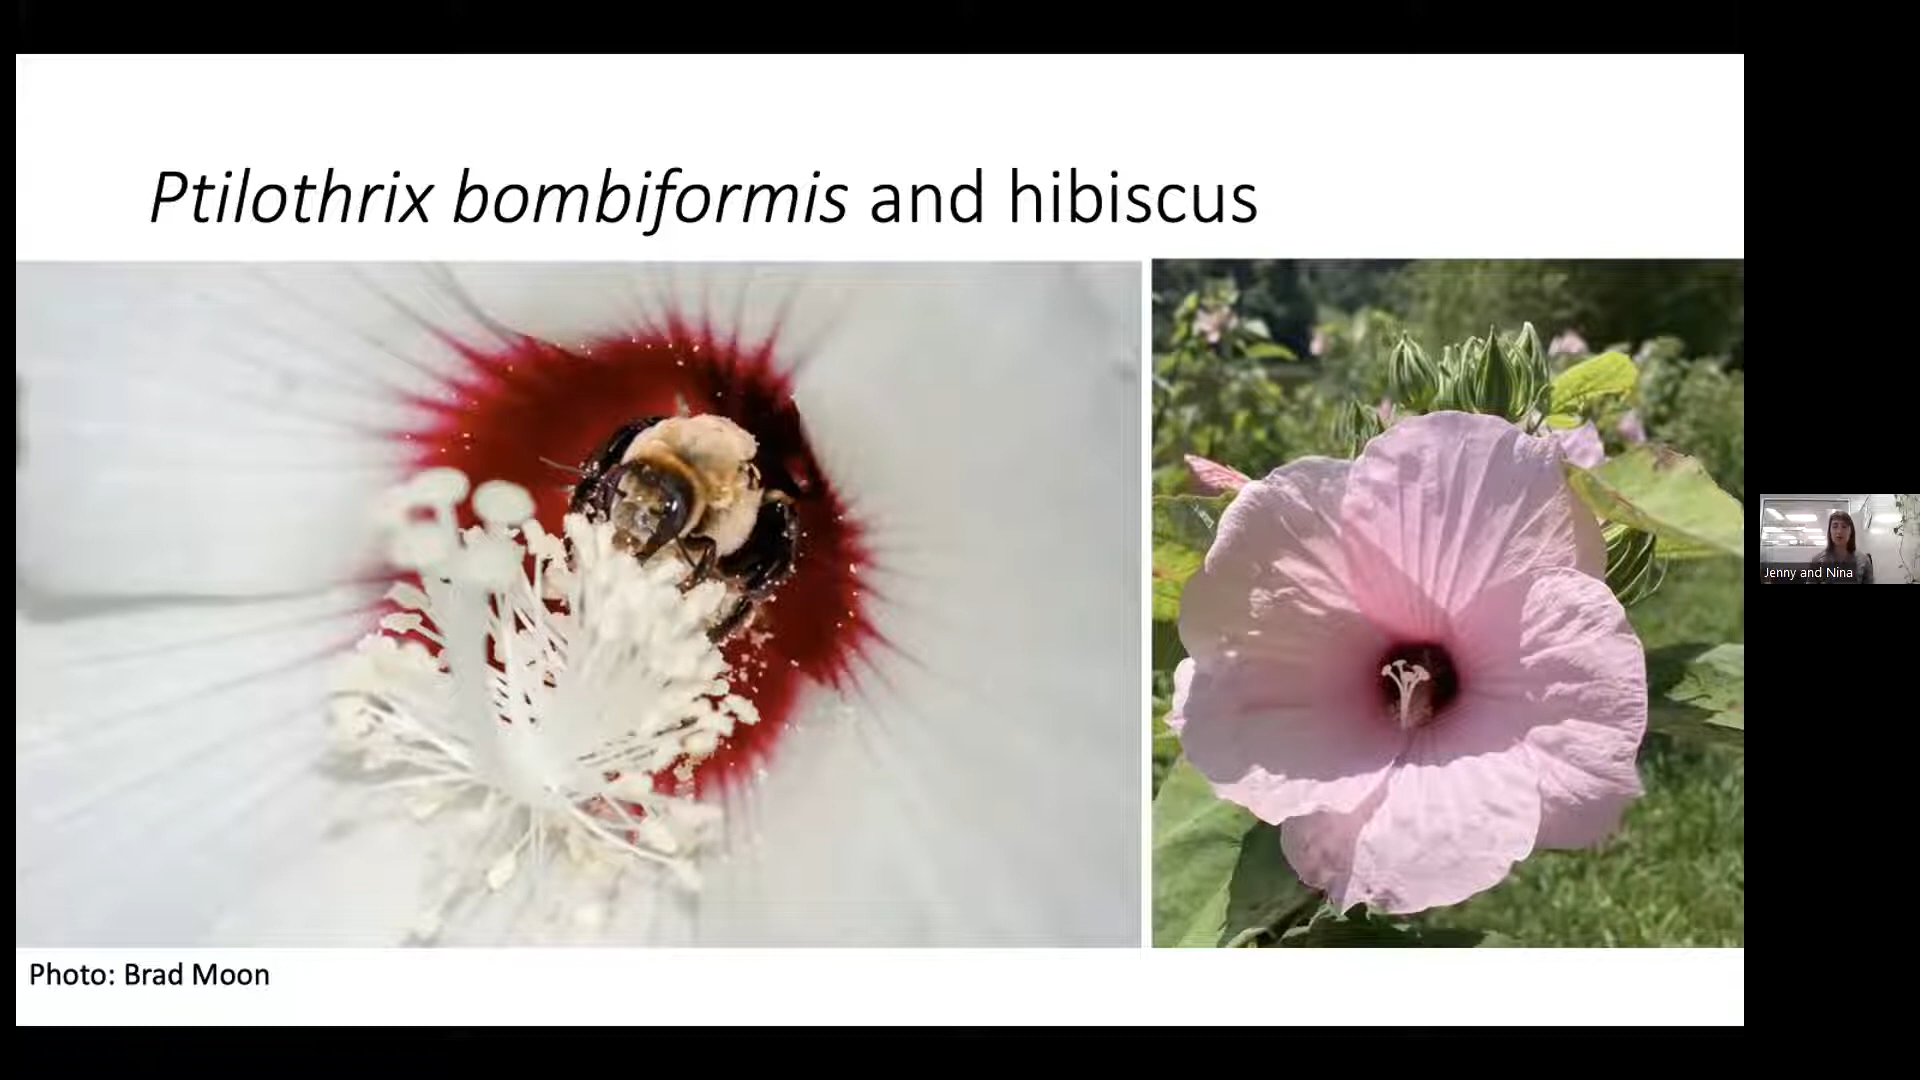 Ptilothrix bombiformis and hibiscus
Jenny and Nina
Photo: Brad Moon